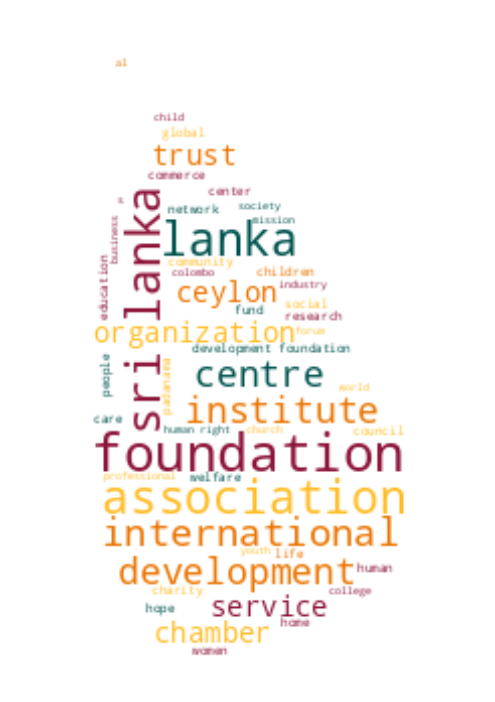 al
child
global
trust
commerce
center
sri lanka
network
society
mission
lanka
business
community
colombo
children
education
ceylon
industry
social
fund
research
organization
forum
development foundation
people
centre
padanama
world
institute
care
human right
church
council
foundation
professional
welfare
association
international
youth
life
development
human
charity
college
hope
service
home
chamber
women